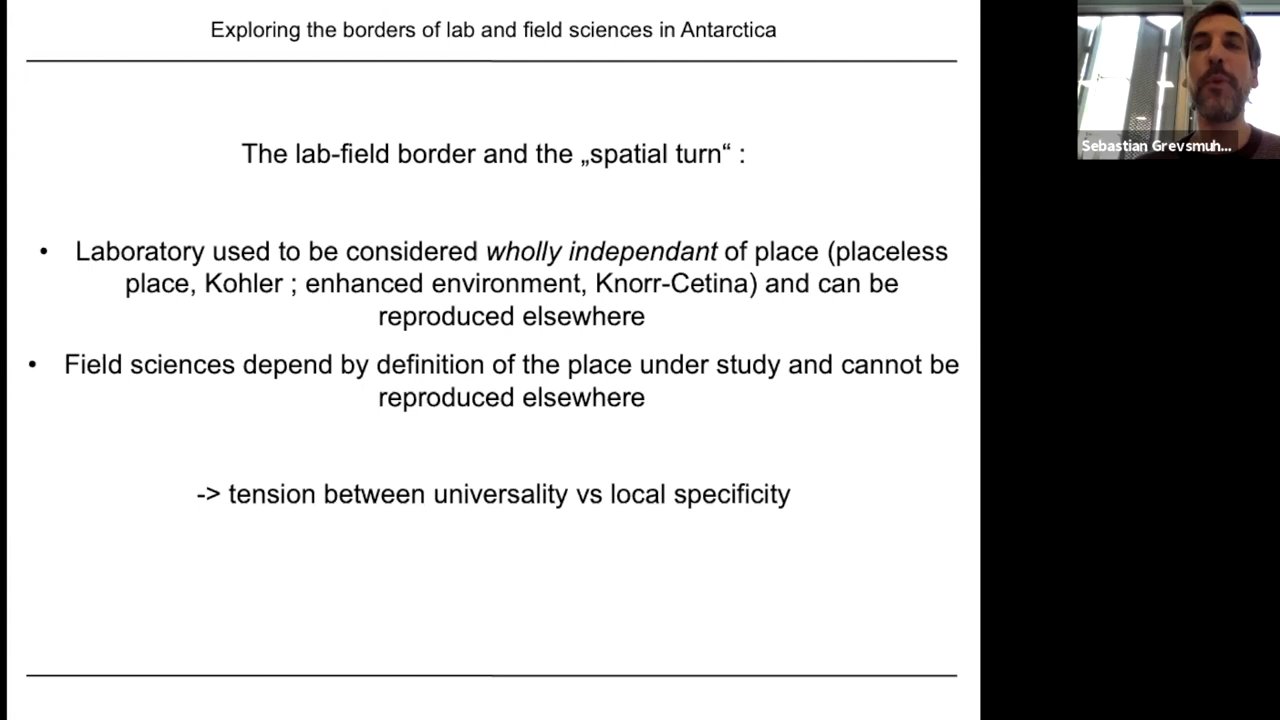 Exploring the borders of lab and field sciences in Antarctica
Sebastian Grevsmuh...
The lab-field border and the „spatial turn“ :
• Laboratory used to be considered wholly independant of place (placeless
place, Kohler ; enhanced environment, Knorr-Cetina) and can be
reproduced elsewhere
• Field sciences depend by definition of the place under study and cannot be
reproduced elsewhere
-> tension between universality vs local specificity